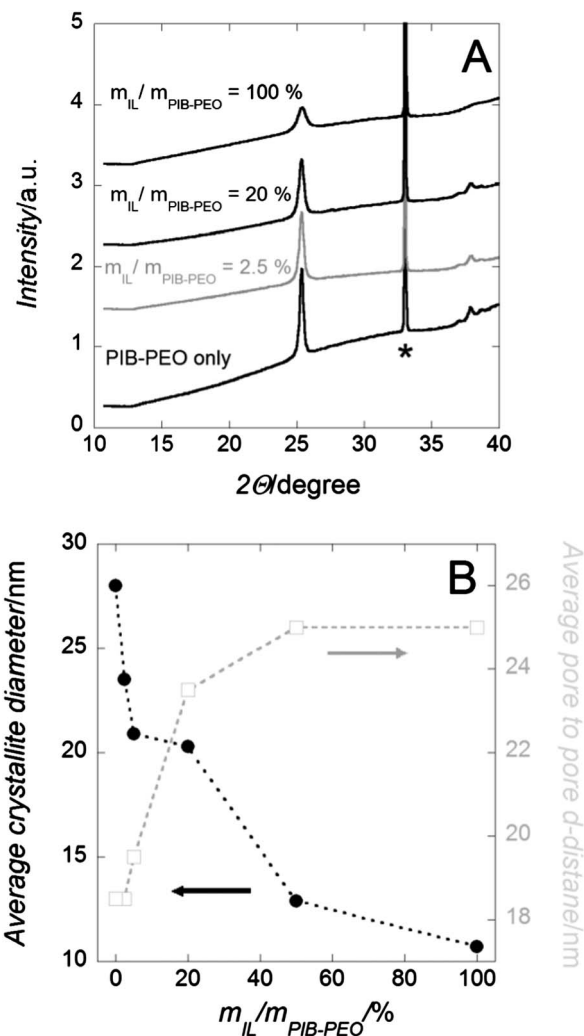 5
4
3
2
1
0
Intensity/a.u.
A
m_IL/ m_PIB-PEO = 100 %
m_IL/ m_PIB-PEO = 20 %
m_IL/ m_PIB-PEO = 2.5 %
PIB-PEO only
*
10 15 20 25 30 35 40
2Θ/degree
30
25
20
15
10
Average crystallite diameter/nm
B
26
24
22
20
18
Average pore to pore d-distane/nm
0 20 40 60 80 100
m_IL/m_PIB-PEO/%